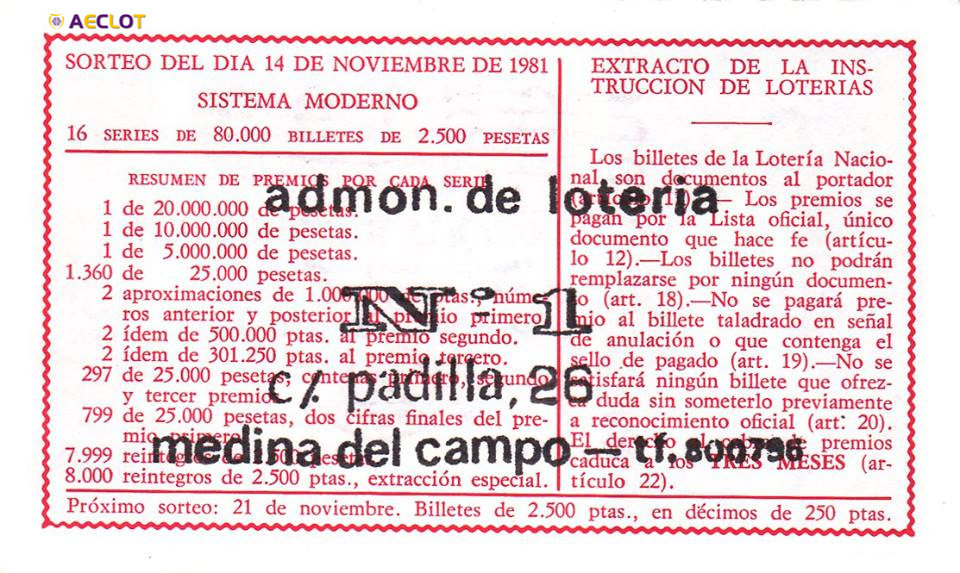 AECLOT
SORTEO DEL DIA 14 DE NOVIEMBRE DE 1981
SISTEMA MODERNO
16 SERIES DE 80.000 BILLETES DE 2.500 PESETAS
RESUMEN DE PREMIOS POR CADA SERIE
1 de 20.000.000 de pesetas.
1 de 10.000.000 de pesetas.
1 de 5.000.000 de pesetas.
1.360 de 25.000 pesetas.
2 aproximaciones de 1.000.000 de ptas., núme-
ros anterior y posterior al premio primero
2 ídem de 500.000 ptas. al premio segundo.
2 ídem de 301.250 ptas. al premio tercero.
297 de 25.000 pesetas, centenas primero, segundo
y tercer premio
799 de 25.000 pesetas, dos cifras finales del pre-
mio primero
7.999 reintegros
8.000 reintegros de 2.500 ptas., extracción especial.
EXTRACTO DE LA INS-
TRUCCION DE LOTERIAS
Los billetes de la Lotería Nacio-
nal son documentos al portador
— Los premios se
pagan por la Lista oficial, único
documento que hace fe (artícu-
lo 12).—Los billetes no podrán
remplazarse por ningún documen-
to (art. 18).—No se pagará pre-
mio al billete taladrado en señal
de anulación o que contenga el
sello de pagado (art. 19).—No se
satisfará ningún billete que ofrez-
ca duda sin someterlo previamente
a reconocimiento oficial (art. 20).
El derecho al cobro de premios
caduca a los TRES MESES (ar-
tículo 22).
Próximo sorteo: 21 de noviembre. Billetes de 2.500 ptas., en décimos de 250 ptas.
admon. de loteria
Nº 1
c/. padilla, 26
medina del campo — tf. 800796